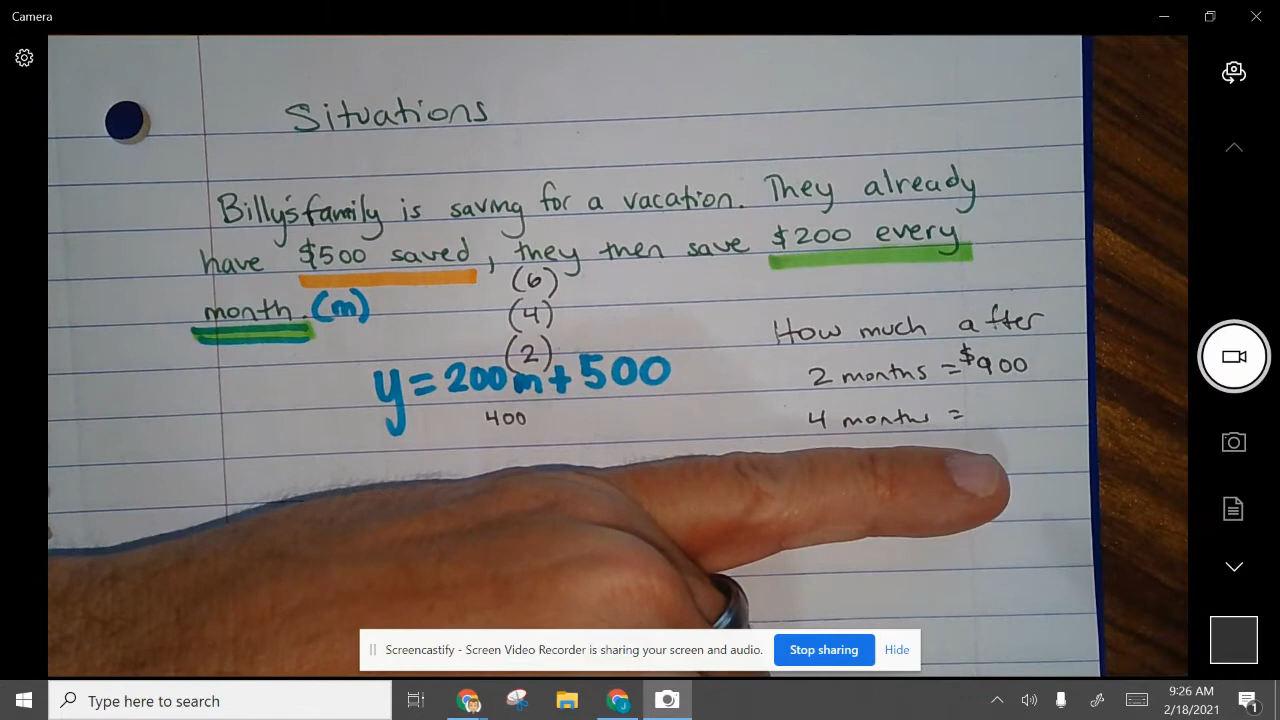 Camera
Situations
Billy's family is saving for a vacation. They already
have $500 saved, they then save $200 every
month. (m)
(6)
(4)
(2)
y = 200m + 500
400
How much after
2 months = $900
4 months =
Screencastify - Screen Video Recorder is sharing your screen and audio.
Stop sharing
Hide
Type here to search
9:26 AM
2/18/2021
1